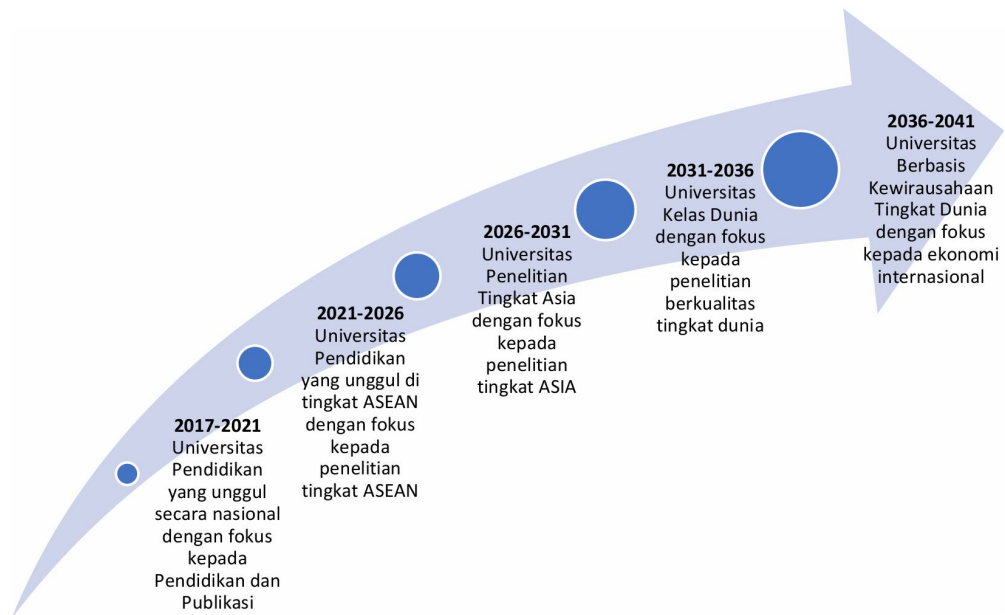 2017-2021
Universitas
Pendidikan
yang unggul
secara nasional
dengan fokus
kepada
Pendidikan dan
Publikasi
2021-2026
Universitas
Pendidikan
yang unggul di
tingkat ASEAN
dengan fokus
kepada
penelitian
tingkat ASEAN
2026-2031
Universitas
Penelitian
Tingkat Asia
dengan fokus
kepada
penelitian
tingkat ASIA
2031-2036
Universitas
Kelas Dunia
dengan fokus
kepada
penelitian
berkualitas
tingkat dunia
2036-2041
Universitas
Berbasis
Kewirausahaan
Tingkat Dunia
dengan fokus
kepada ekonomi
internasional